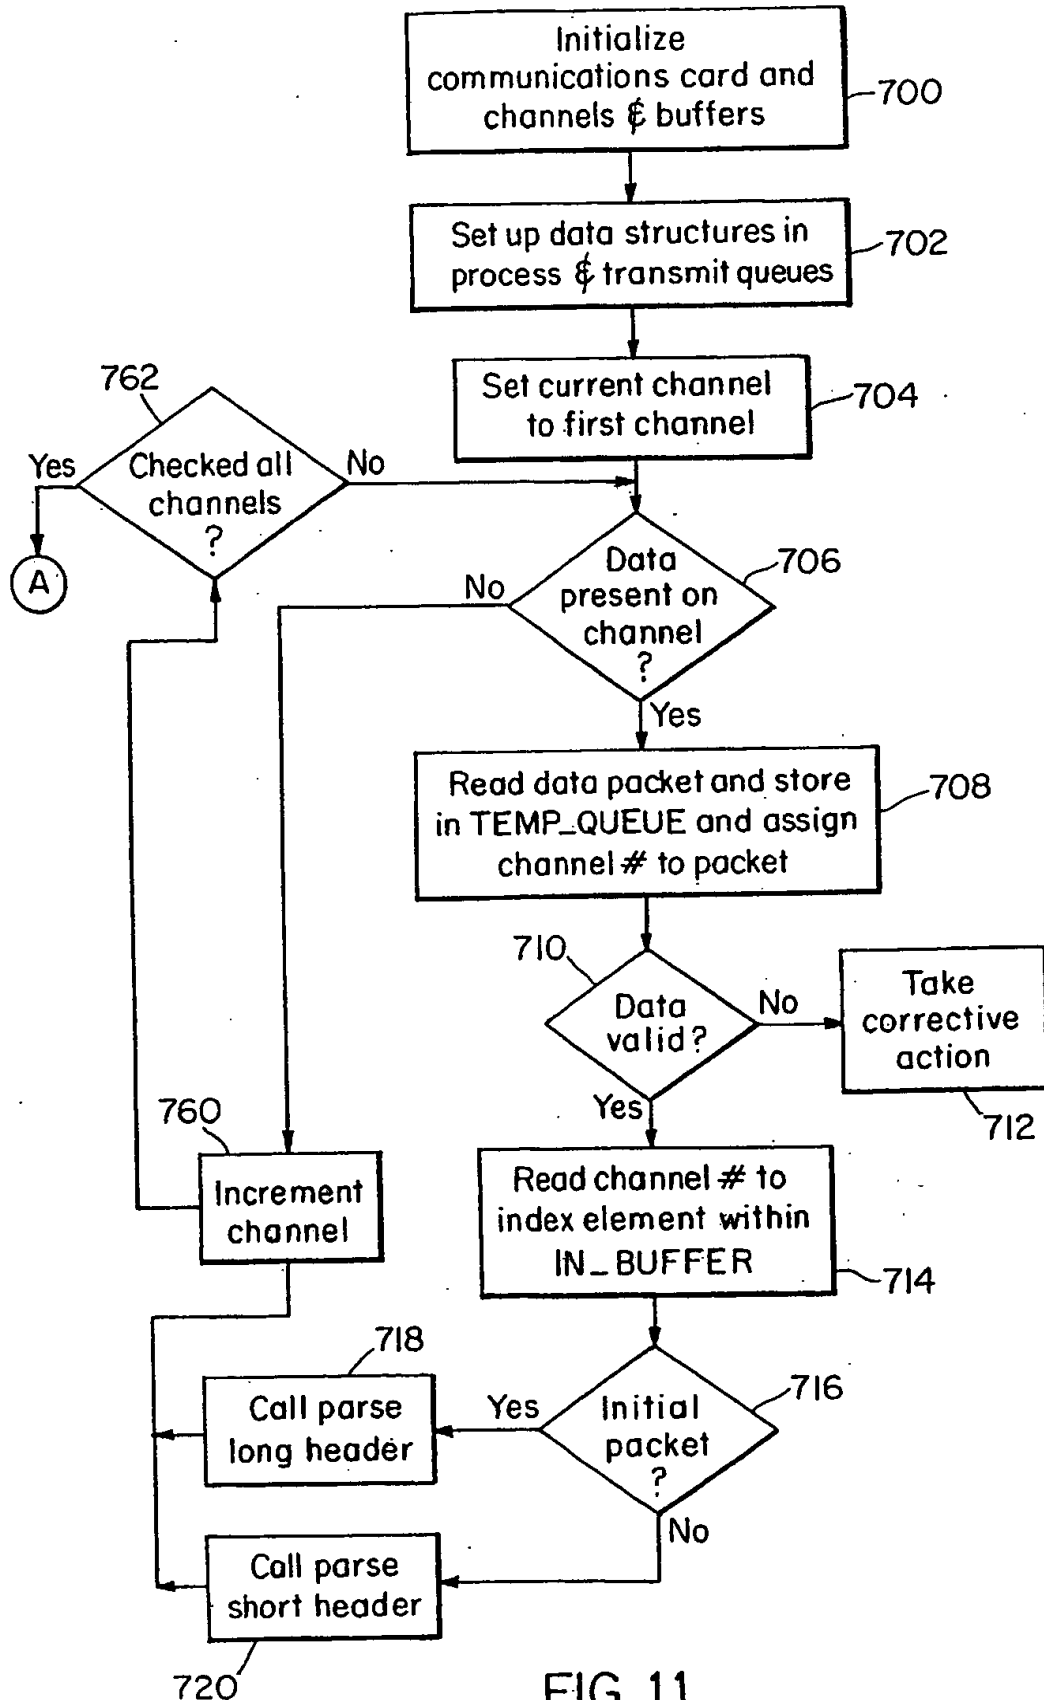 Initialize
communications card and
channels & buffers
700
Set up data structures in
process & transmit queues
702
Set current channel
to first channel
704
762
Checked all
channels
?
Yes
No
A
Data
present on
channel
?
706
No
Yes
Read data packet and store
in TEMP_QUEUE and assign
channel # to packet
708
710
Data
valid?
No
Take
corrective
action
712
Yes
760
Increment
channel
Read channel # to
index element within
IN_BUFFER
714
718
Call parse
long header
Yes
Initial
packet
?
716
No
Call parse
short header
720
FIG. 11